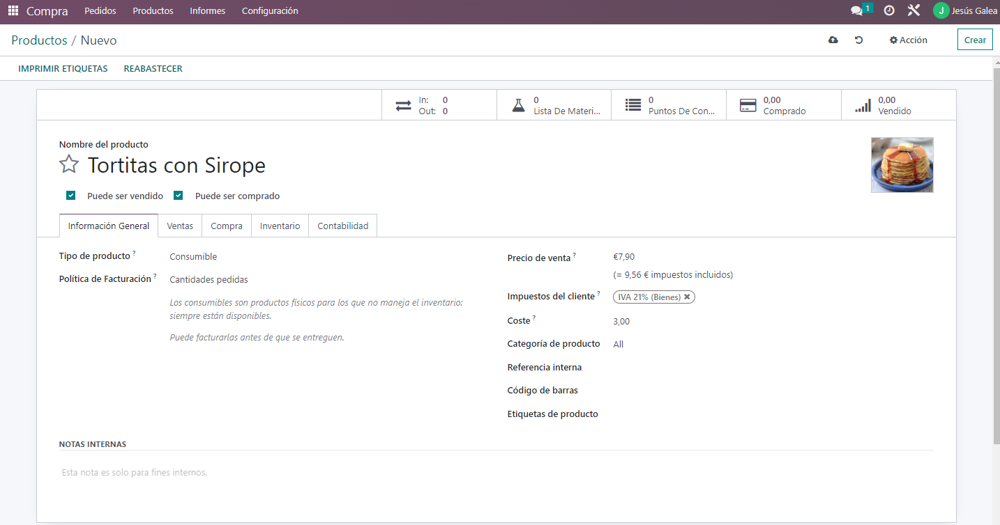 Compra Pedidos Productos Informes Configuración 1 J Jesús Galea
Productos / Nuevo Acción Crear
IMPRIMIR ETIQUETAS REABASTECER
In: 0
Out: 0
0
Lista De Materi...
0
Puntos De Con...
0,00
Comprado
0,00
Vendido
Nombre del producto
Tortitas con Sirope
Puede ser vendido Puede ser comprado
Información General Ventas Compra Inventario Contabilidad
Tipo de producto ? Consumible
Política de Facturación ? Cantidades pedidas
Los consumibles son productos físicos para los que no maneja el inventario:
siempre están disponibles.
Puede facturarlas antes de que se entreguen.
Precio de venta ? €7,90
(= 9,56 € impuestos incluidos)
Impuestos del cliente ? IVA 21% (Bienes) ✖
Coste ? 3,00
Categoría de producto All
Referencia interna
Código de barras
Etiquetas de producto
NOTAS INTERNAS
Esta nota es solo para fines internos.